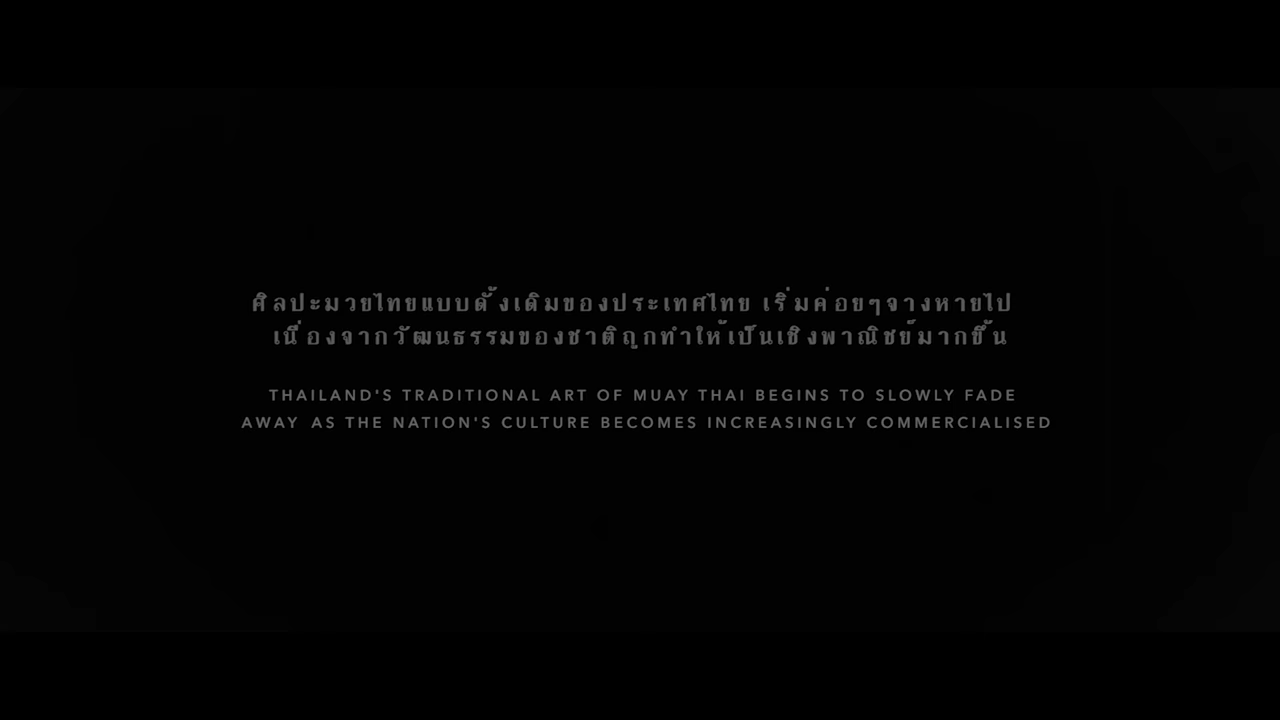 ศิลปะมวยไทยแบบดั้งเดิมของประเทศไทย เริ่มค่อยๆจางหายไป
เนื่องจากวัฒนธรรมของชาติถูกทำให้เป็นเชิงพาณิชย์มากขึ้น
THAILAND'S TRADITIONAL ART OF MUAY THAI BEGINS TO SLOWLY FADE
AWAY AS THE NATION'S CULTURE BECOMES INCREASINGLY COMMERCIALISED